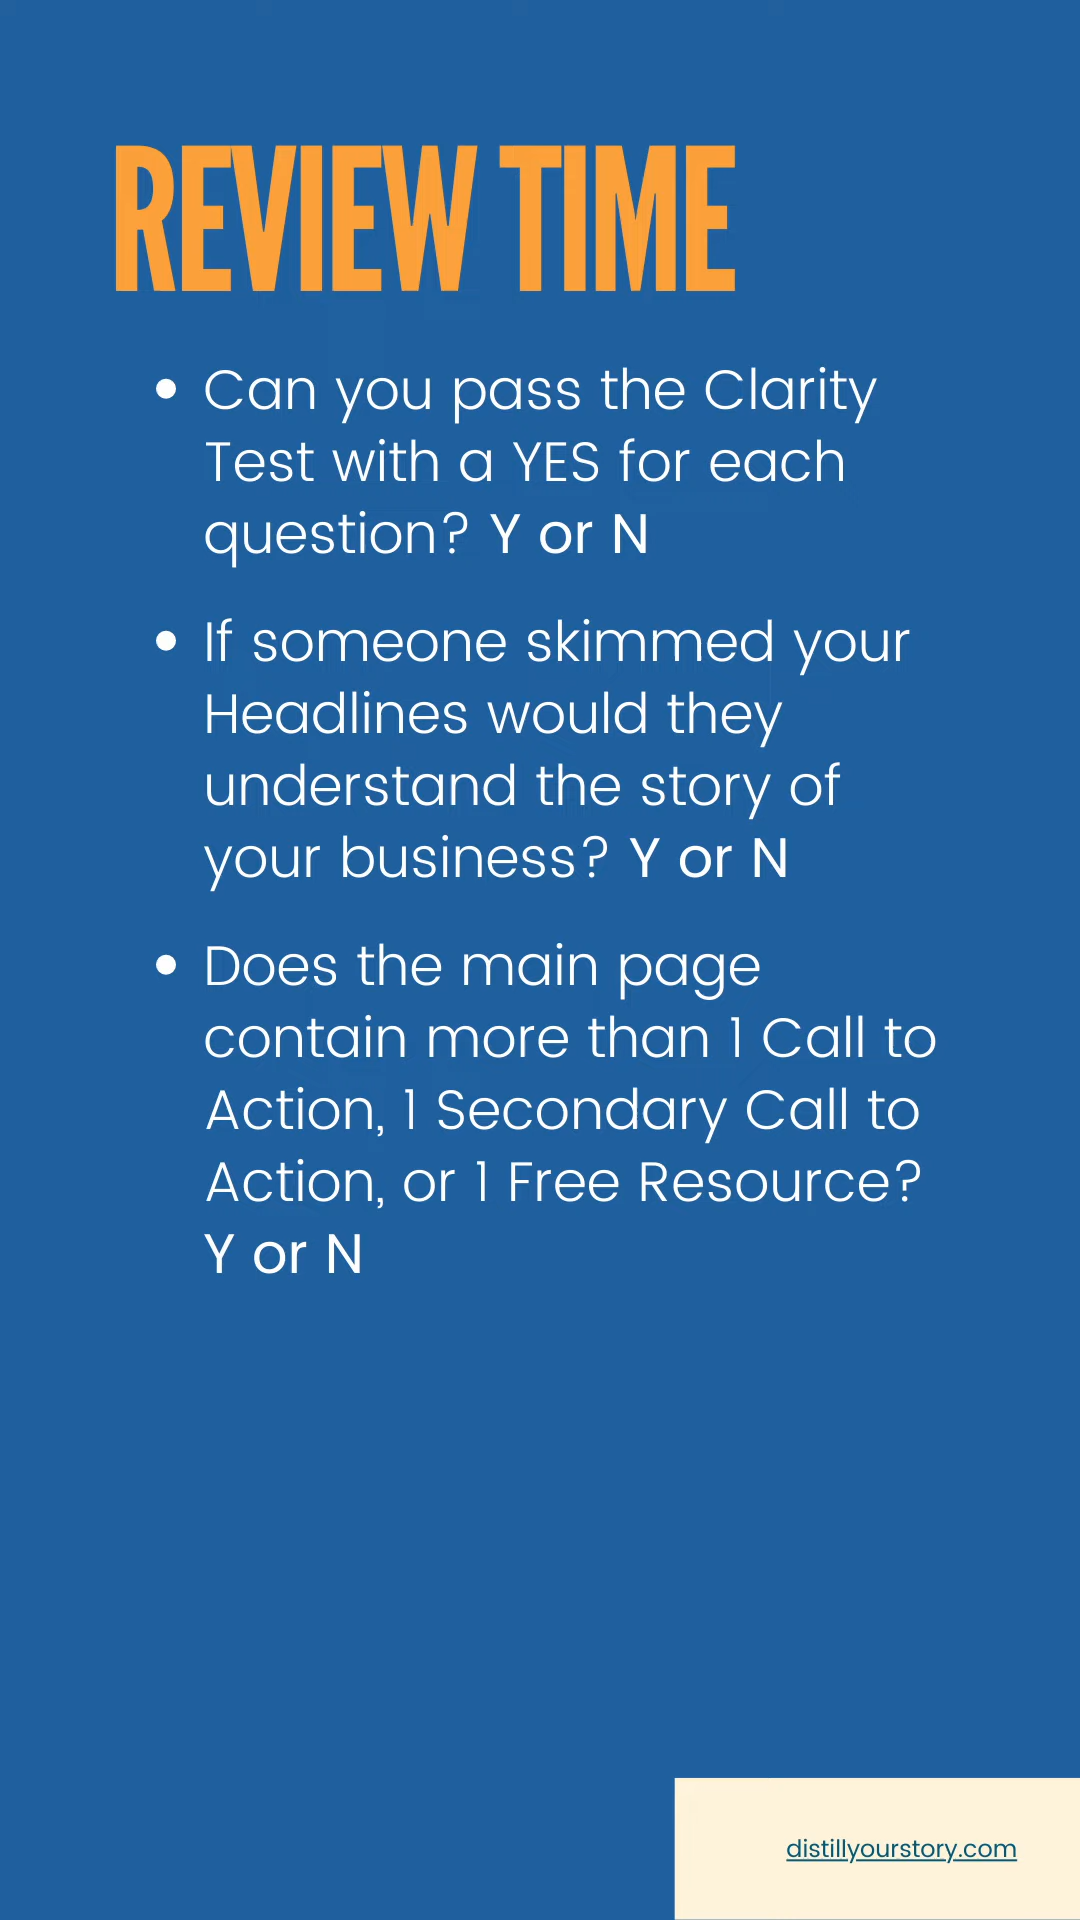 REVIEW TIME
• Can you pass the Clarity
Test with a YES for each
question? Y or N
• If someone skimmed your
Headlines would they
understand the story of
your business? Y or N
• Does the main page
contain more than 1 Call to
Action, 1 Secondary Call to
Action, or 1 Free Resource?
Y or N
distillyourstory.com